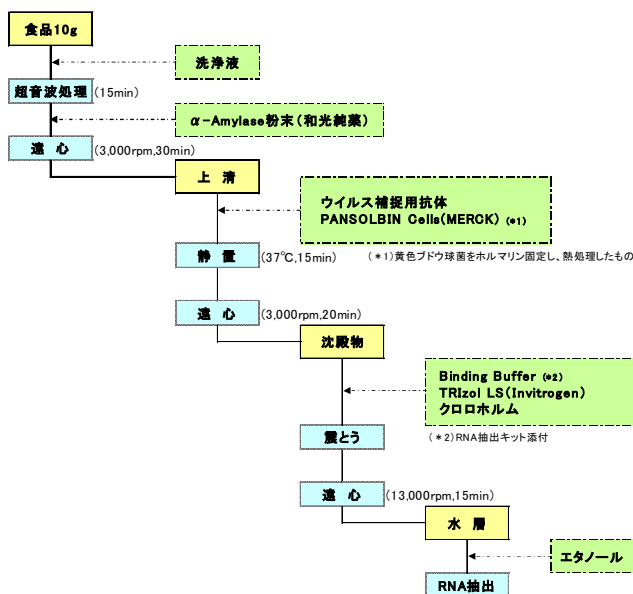 食品10g
洗浄液
超音波処理(15min)
α-Amylase粉末(和光純薬)
遠 心(3,000rpm,30min)
上 清
ウイルス補捉用抗体
PANSOLBIN Cells(MERCK) (*1)
静 置(37℃,15min)
(*1)黄色ブドウ球菌をホルマリン固定し、熱処理したもの
遠 心(3,000rpm,20min)
沈殿物
Binding Buffer (*2)
TRIzol LS(Invitrogen)
クロロホルム
震とう
(*2)RNA抽出キット添付
遠 心(13,000rpm,15min)
水 層
エタノール
RNA抽出